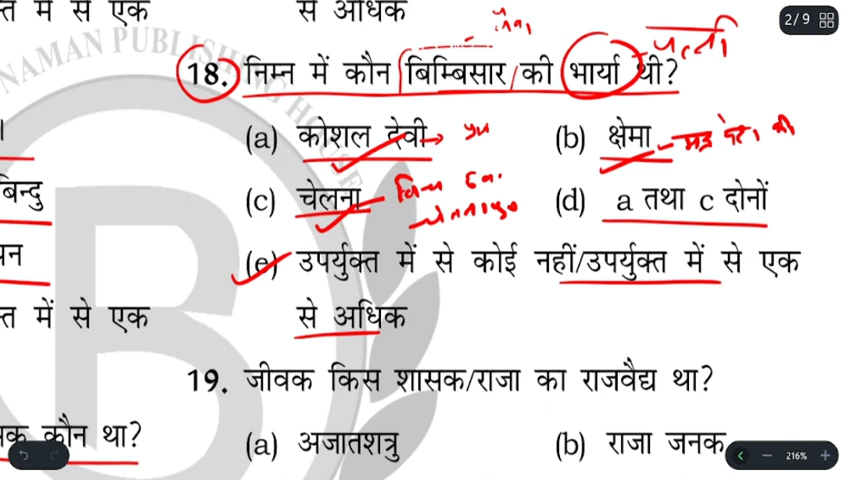 त में से एक
से अधिक
NAMAN PUBLISHING HOUSE
2/9
18. निम्न में कौन बिम्बिसार की भार्या थी?
पत्नी
(a) कोशल देवी
(b) क्षेमा
(c) चेलना
(d) a तथा c दोनों
बिन्दु
(e) उपर्युक्त में से कोई नहीं/उपर्युक्त में से एक
त में से एक
से अधिक
19. जीवक किस शासक/राजा का राजवैद्य था?
कौन था?
(a) अजातशत्रु
(b) राजा जनक
216%